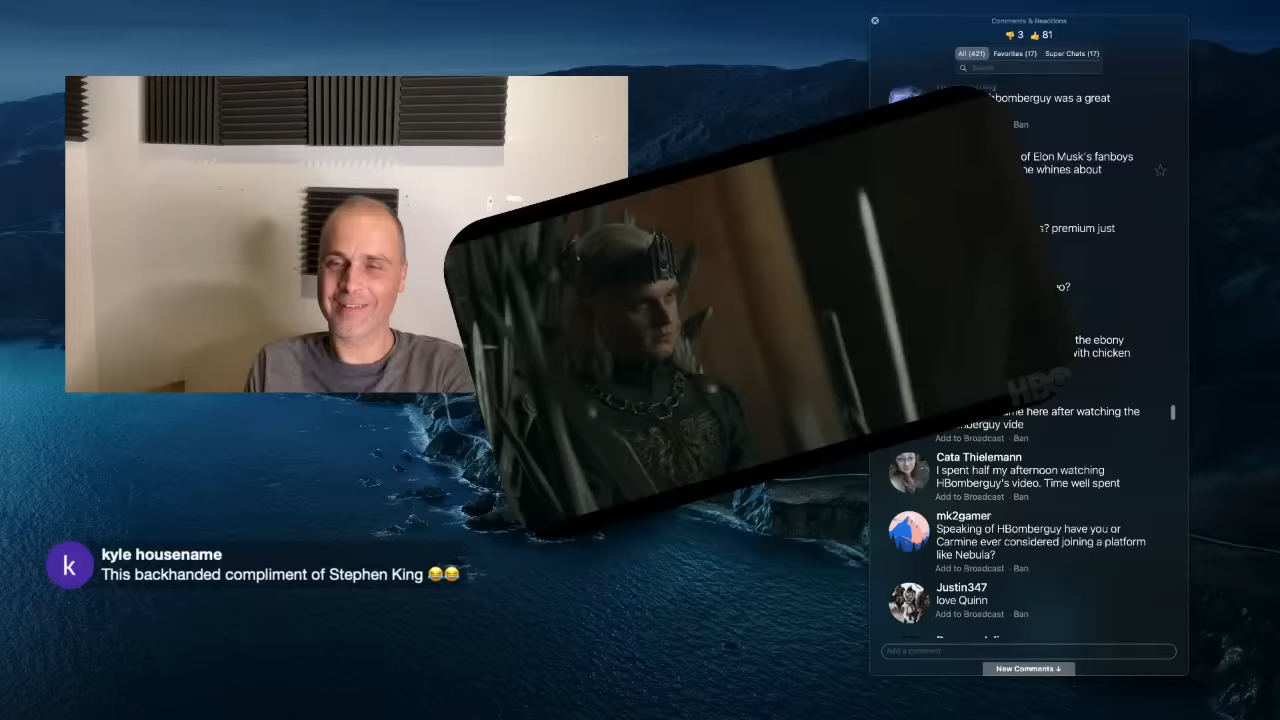 Comments & Reactions
👎 3 👍 81
All (421) Favorites (17) Super Chats (17)
Search
bomberguy was a great
Ban
of Elon Musk's fanboys
whines about
? premium just
the ebony
with chicken
HBO
here after watching the
vide
Add to Broadcast · Ban
Cata Thielemann
I spent half my afternoon watching
HBomberguy's video. Time well spent
Add to Broadcast · Ban
mk2gamer
Speaking of HBomberguy have you or
Carmine ever considered joining a platform
like Nebula?
Add to Broadcast · Ban
Justin347
love Quinn
Add to Broadcast · Ban
Add a comment
New Comments ↓
k
kyle housename
This backhanded compliment of Stephen King 😂😂